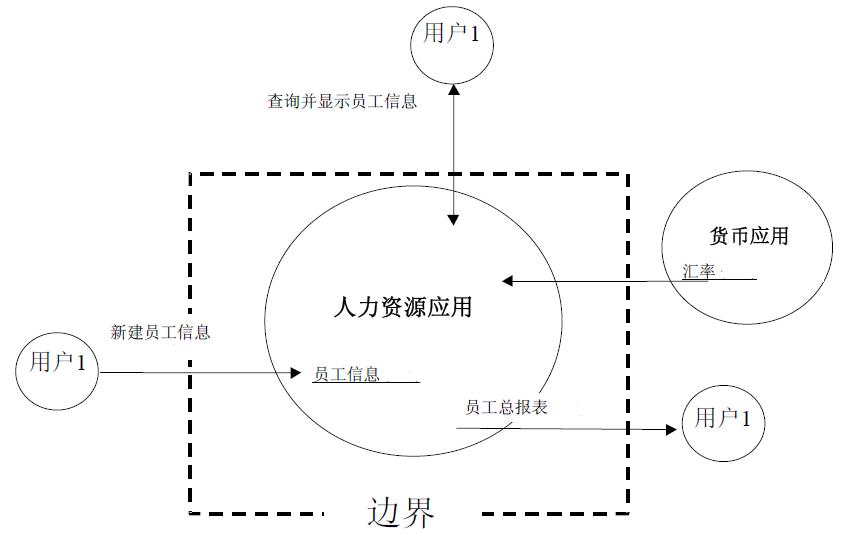 用户1
查询并显示员工信息
货币应用
汇率
人力资源应用
新建员工信息
用户1
员工信息
员工总报表
用户1
边界